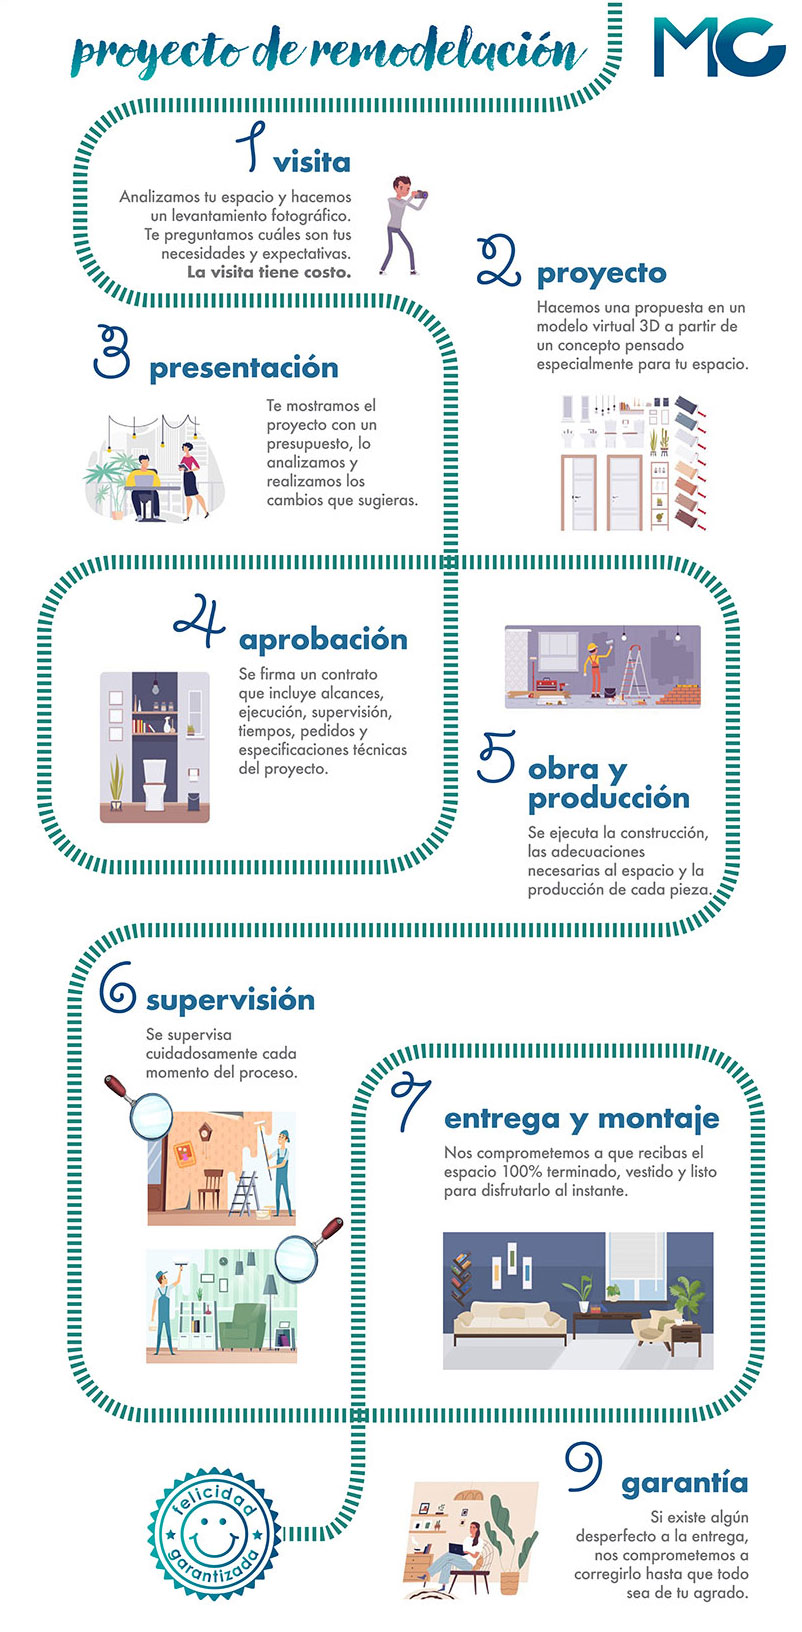 proyecto de remodelación
MC
1 visita
Analizamos tu espacio y hacemos
un levantamiento fotográfico.
Te preguntamos cuáles son tus
necesidades y expectativas.
La visita tiene costo.
2 proyecto
Hacemos una propuesta en un
modelo virtual 3D a partir de
un concepto pensado
especialmente para tu espacio.
3 presentación
Te mostramos el
proyecto con un
presupuesto, lo
analizamos y
realizamos los
cambios que sugieras.
4 aprobación
Se firma un contrato
que incluye alcances,
ejecución, supervisión,
tiempos, pedidos y
especificaciones técnicas
del proyecto.
5 obra y
producción
Se ejecuta la construcción,
las adecuaciones
necesarias al espacio y la
producción de cada pieza.
6 supervisión
Se supervisa
cuidadosamente cada
momento del proceso.
7 entrega y montaje
Nos comprometemos a que recibas el
espacio 100% terminado, vestido y listo
para disfrutarlo al instante.
9 garantía
Si existe algún
desperfecto a la entrega,
nos comprometemos a
corregirlo hasta que todo
sea de tu agrado.
felicidad
garantizada